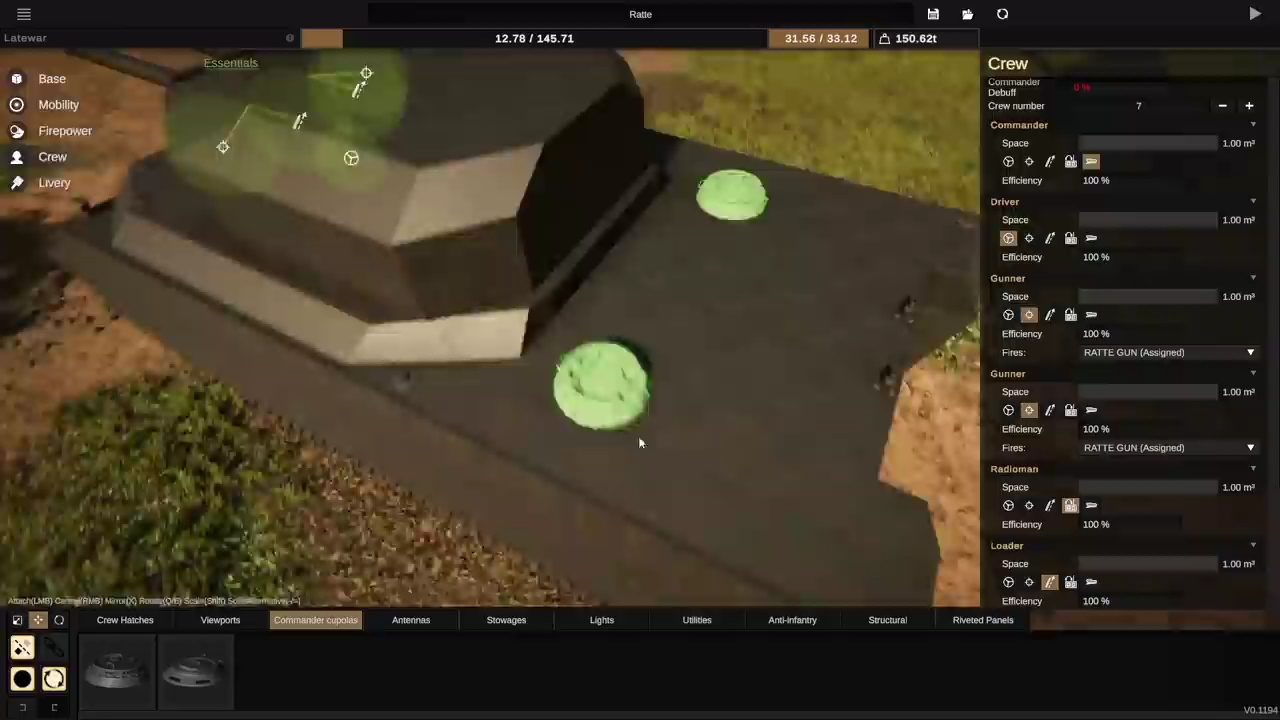 Ratte
Latewar
12.78 / 145.71
31.56 / 33.12
150.62t
Essentials
Base
Mobility
Firepower
Crew
Livery
Crew
Commander
Debuff
0 %
Crew number
7
Commander
Space
1.00 m³
Efficiency
100 %
Driver
Space
1.00 m³
Efficiency
100 %
Gunner
Space
1.00 m³
Efficiency
100 %
Fires:
RATTE GUN (Assigned)
Gunner
Space
1.00 m³
Efficiency
100 %
Fires:
RATTE GUN (Assigned)
Radioman
Space
1.00 m³
Efficiency
100 %
Loader
Space
1.00 m³
Efficiency
100 %
Crew Hatches
Viewports
Commander cupolas
Antennas
Stowages
Lights
Utilities
Anti-infantry
Structural
Riveted Panels
V0.1194